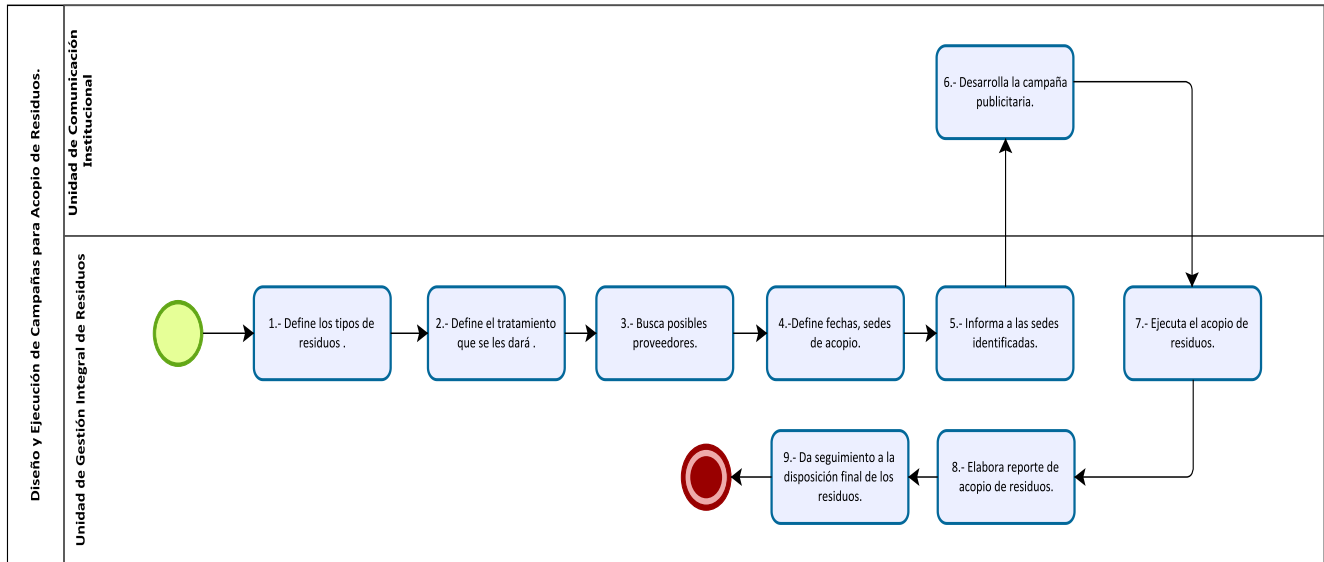 Diseño y Ejecución de Campañas para Acopio de Residuos.
Unidad de Comunicación
Institucional
6.- Desarrolla la campaña
publicitaria.
Unidad de Gestión Integral de Residuos
1.- Define los tipos de
residuos .
2.- Define el tratamiento
que se les dará .
3.- Busca posibles
proveedores.
4.-Define fechas, sedes
de acopio.
5.- Informa a las sedes
identificadas.
7.- Ejecuta el acopio de
residuos.
8.- Elabora reporte de
acopio de residuos.
9.- Da seguimiento a la
disposición final de los
residuos.